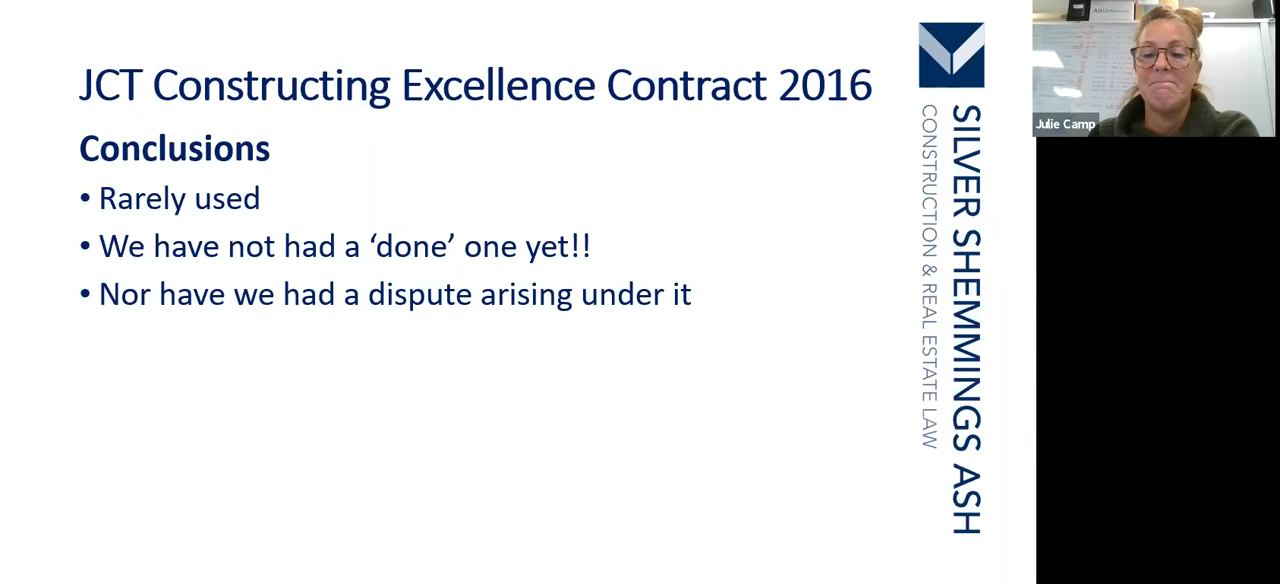 JCT Constructing Excellence Contract 2016
Conclusions
• Rarely used
• We have not had a ‘done’ one yet!!
• Nor have we had a dispute arising under it
SILVER SHEMMINGS ASH
CONSTRUCTION & REAL ESTATE LAW
Julie Camp